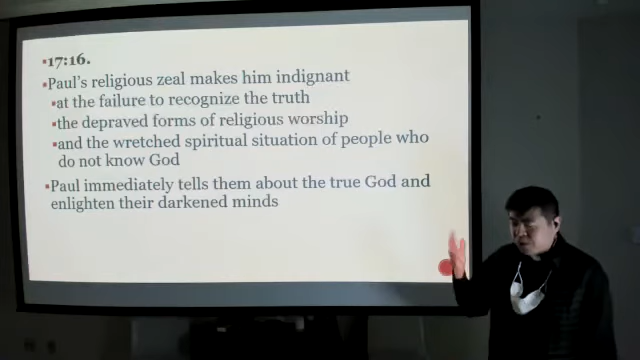 17:16.
Paul's religious zeal makes him indignant
at the failure to recognize the truth
the depraved forms of religious worship
and the wretched spiritual situation of people who
do not know God
Paul immediately tells them about the true God and
enlighten their darkened minds